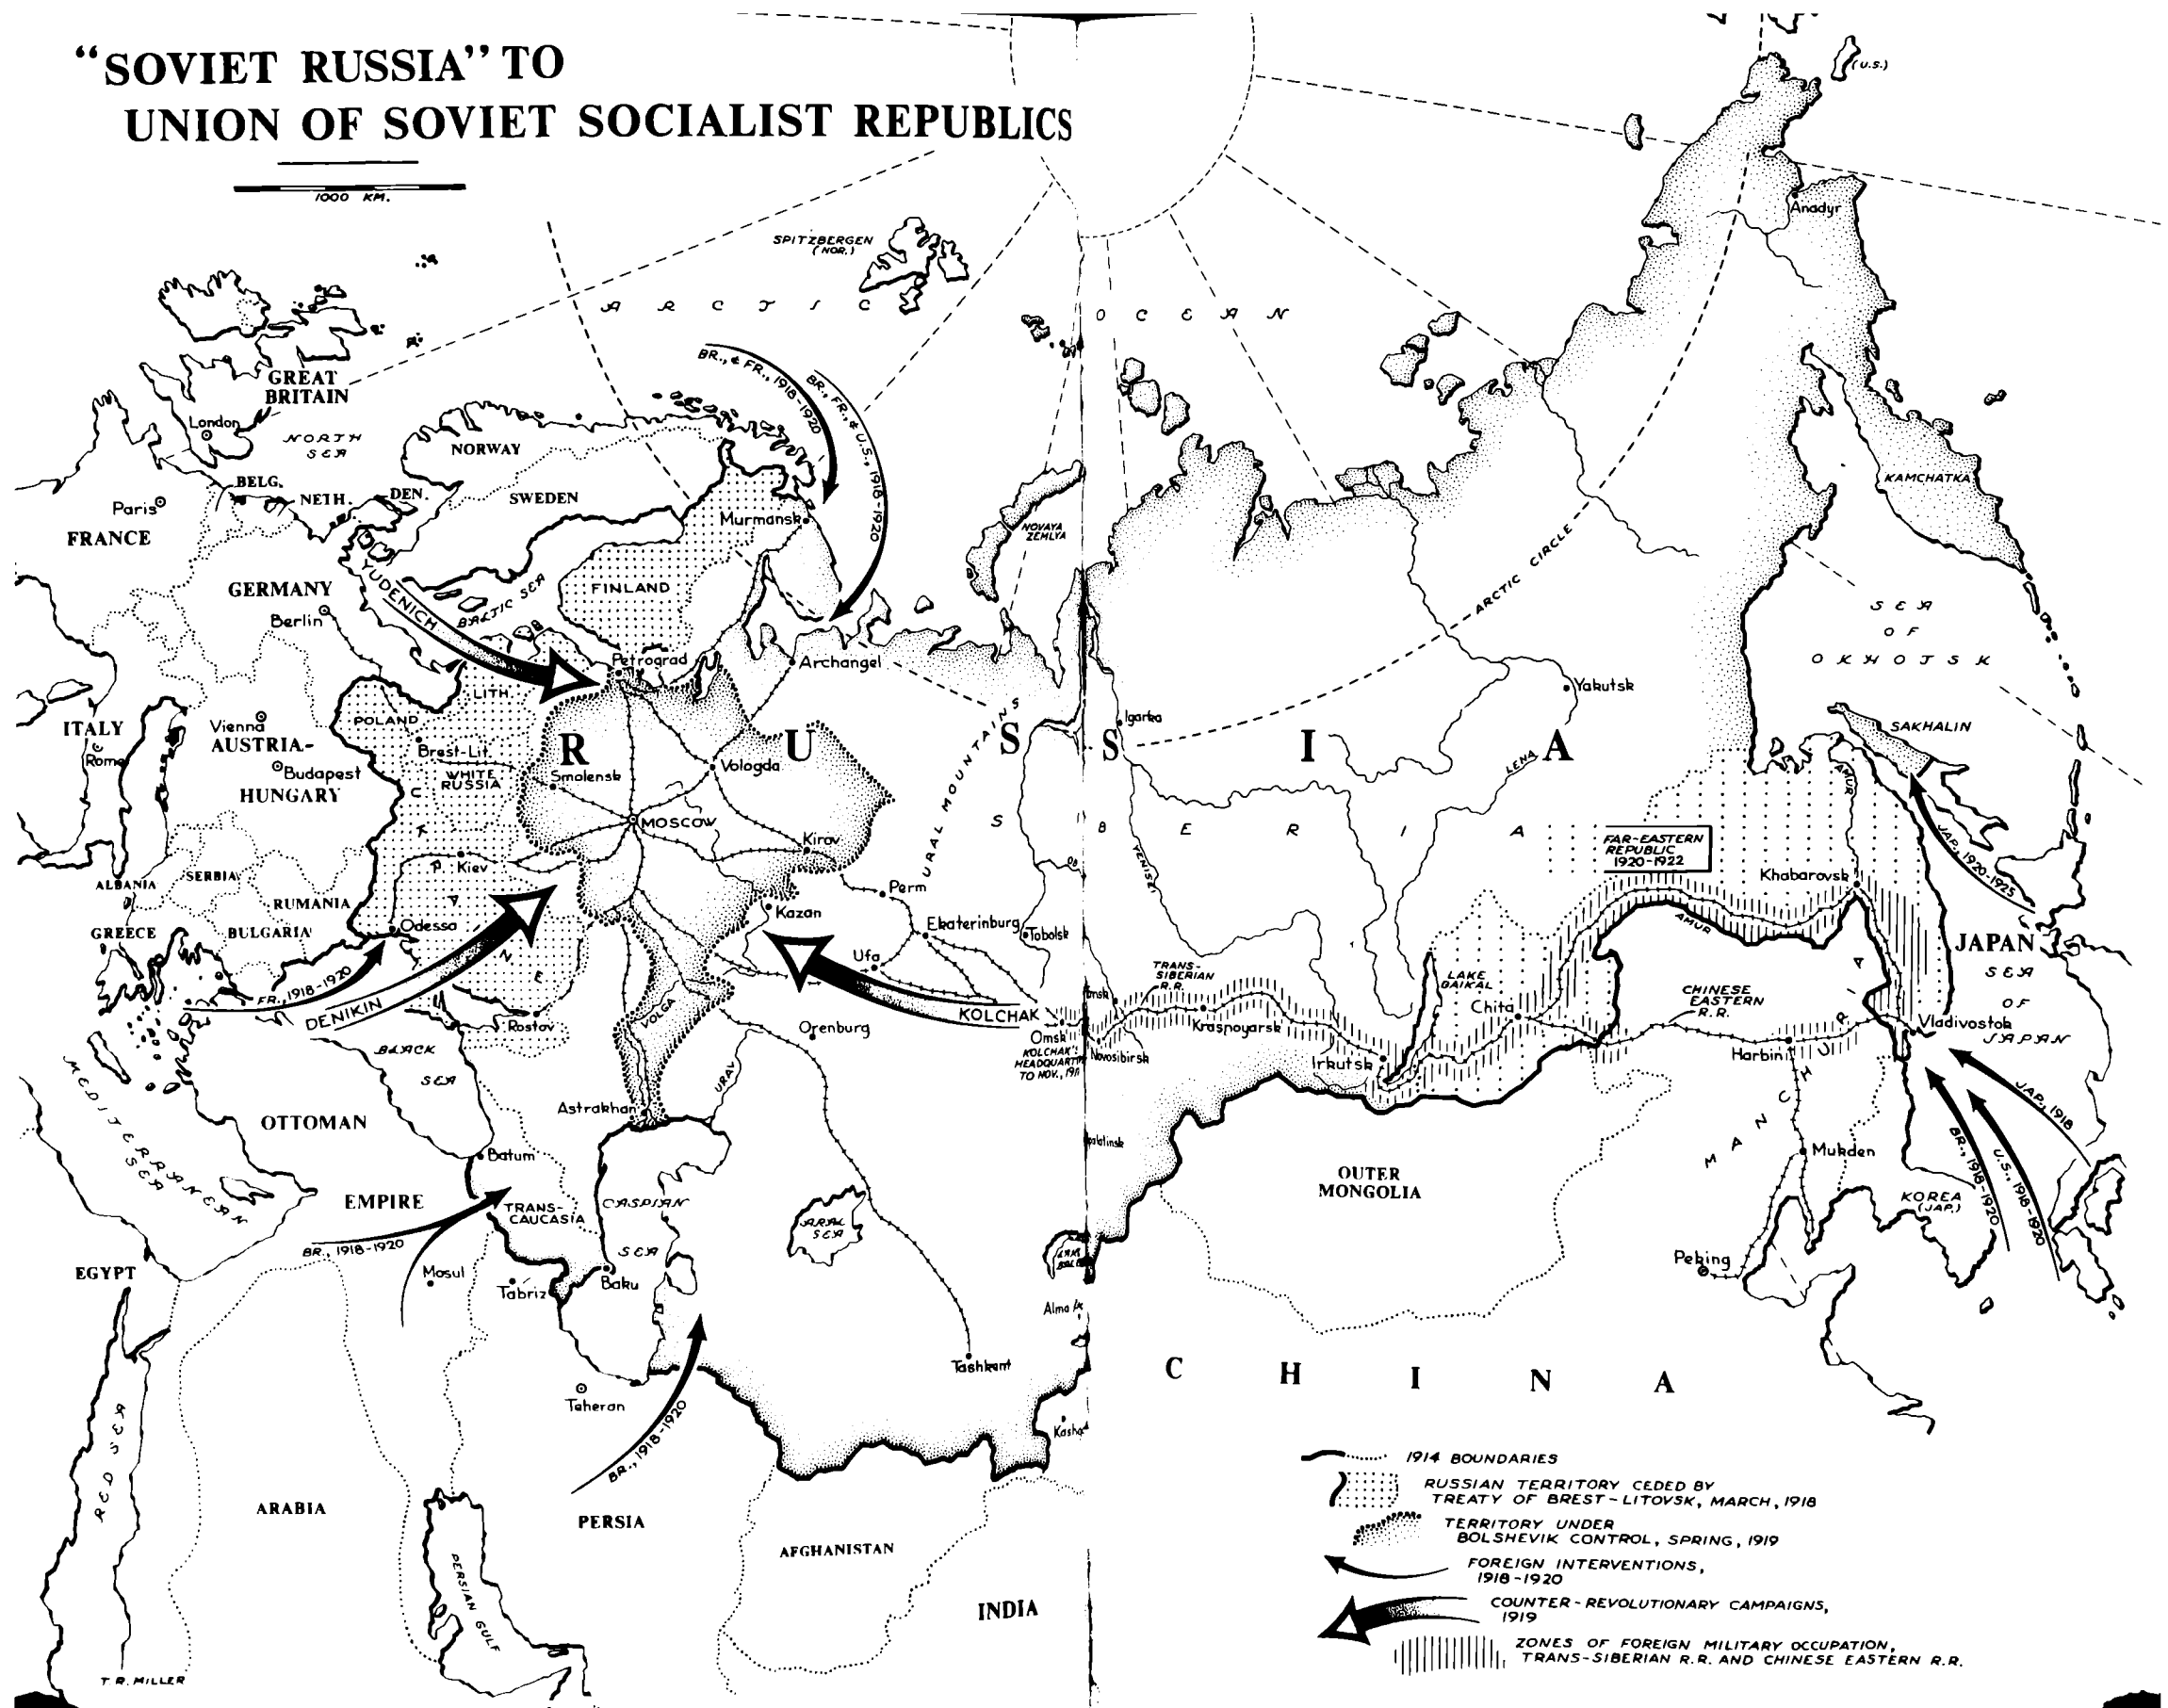 “SOVIET RUSSIA” TO
UNION OF SOVIET SOCIALIST REPUBLICS
1000 KM.
(U.S.)
Anadyr
SPITZBERGEN
(NOR.)
ARCTIC OCEAN
BR., & FR., 1918-1920
BR., FR., & U.S., 1918-1920
GREAT
BRITAIN
London
NORTH
SEA
NORWAY
SWEDEN
BELG.
NETH.
DEN.
Paris
FRANCE
Murmansk
NOVAYA
ZEMLYA
KAMCHATKA
ARCTIC CIRCLE
GERMANY
Berlin
YUDENICH
BALTIC SEA
FINLAND
SEA
OF
OKHOTSK
Petrograd
Archangel
LITH.
POLAND
Yakutsk
ITALY
Rome
Vienna
AUSTRIA-
Budapest
HUNGARY
Brest-Lit.
WHITE
RUSSIA
Smolensk
RUSSIA
Vologda
URAL MOUNTAINS
Igarka
LENA
SAKHALIN
AMUR
MOSCOW
Kirov
SBERIA
YENISEI
OB
FAR-EASTERN
REPUBLIC
1920-1922
JAP., 1920-1925
ALBANIA
SERBIA
RUMANIA
Kiev
Perm
Khabarovsk
GREECE
BULGARIA
Odessa
Kazan
Ekaterinburg
Tobolsk
AMUR
JAPAN
Ufa
FR., 1918-1920
DENIKIN
VOLGA
TRANS-
SIBERIAN
R.R.
LAKE
BAIKAL
CHINESE
EASTERN
R.R.
SEA
OF
JAPAN
Rostov
Orenburg
KOLCHAK
Omsk
KOLCHAK'S
TO NOV., 191
Novosibirsk
Krasnoyarsk
Irkutsk
Chita
Harbin
Vladivostok
BLACK
SEA
URAL
MEDITERRANEAN
SEA
OTTOMAN
EMPIRE
Astrakhan
palatinsk
JAP., 1918
BR., 1918-1920
U.S., 1918-1920
Batum
TRANS-
CAUCASIA
CASPIAN
SEA
ARAL
SEA
OUTER
MONGOLIA
MANCHURIA
Mukden
KOREA
(JAP.)
BR., 1918-1920
EGYPT
Mosul
Tabriz
Baku
Alma
Peking
Tashkent
Teheran
BR., 1918-1920
CHINA
Kashga
RED SEA
ARABIA
PERSIA
AFGHANISTAN
PERSIAN GULF
INDIA
T. R. MILLER
1914 BOUNDARIES
RUSSIAN TERRITORY CEDED BY
TREATY OF BREST-LITOVSK, MARCH, 1918
TERRITORY UNDER
BOLSHEVIK CONTROL, SPRING, 1919
FOREIGN INTERVENTIONS,
1918-1920
COUNTER-REVOLUTIONARY CAMPAIGNS,
1919
ZONES OF FOREIGN MILITARY OCCUPATION,
TRANS-SIBERIAN R.R. AND CHINESE EASTERN R.R.